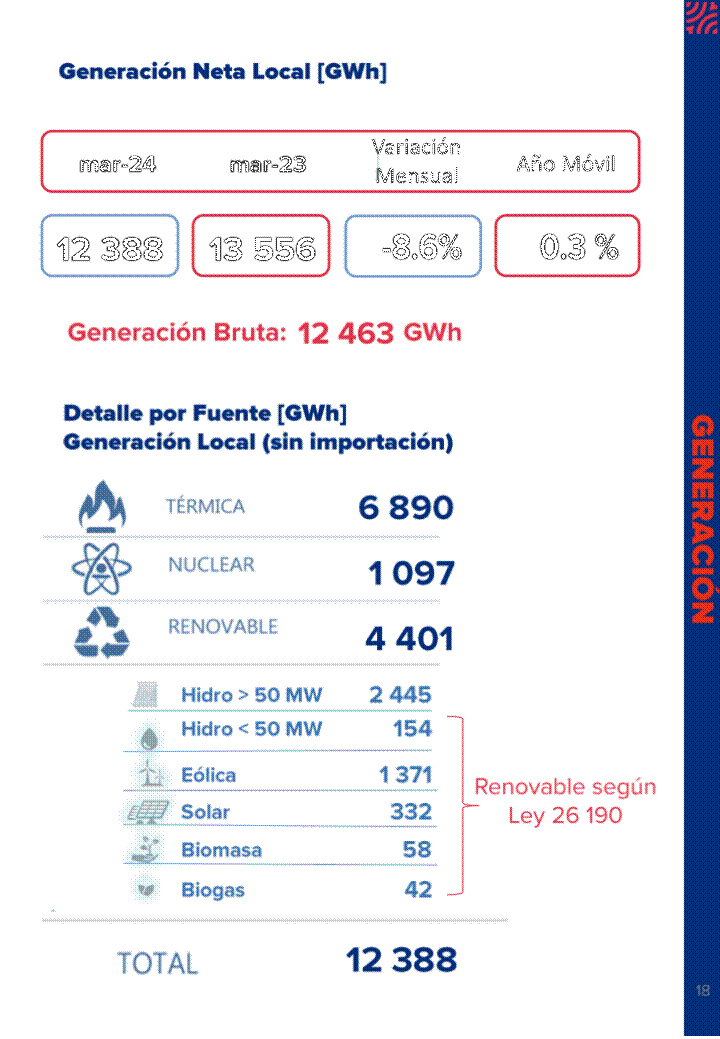 Generación Neta Local [GWh]
mar-24
mar-23
Variación
Mensual
Año Móvil
12 388
13 556
-8.6%
0.3 %
Generación Bruta: 12 463 GWh
Detalle por Fuente [GWh]
Generación Local (sin importación)
TÉRMICA 6 890
NUCLEAR 1 097
RENOVABLE 4 401
Hidro > 50 MW 2 445
Hidro < 50 MW 154
Eólica 1 371
Solar 332
Biomasa 58
Biogas 42
Renovable según
Ley 26 190
TOTAL 12 388
GENERACIÓN
18